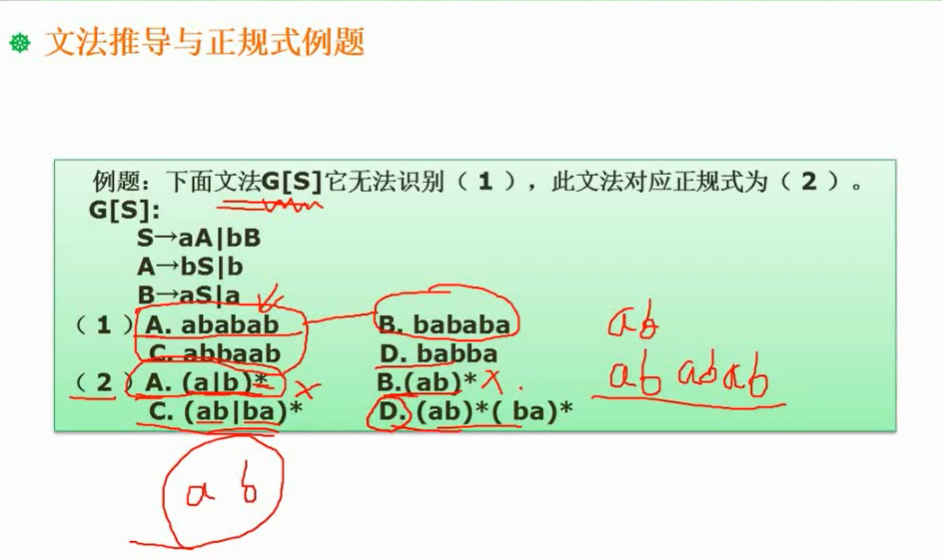 文法推导与正规式例题
例题：下面文法G[S]它无法识别（ 1 ），此文法对应正规式为（ 2 ）。
G[S]:
S→aA|bB
A→bS|b
B→aS|a
（ 1 ）A. ababab B. bababa
C. abbaab D. babba
（ 2 ）A. (a|b)* B.(ab)*
C. (ab|ba)* D. (ab)*( ba)*
ab
ab ab ab
a b